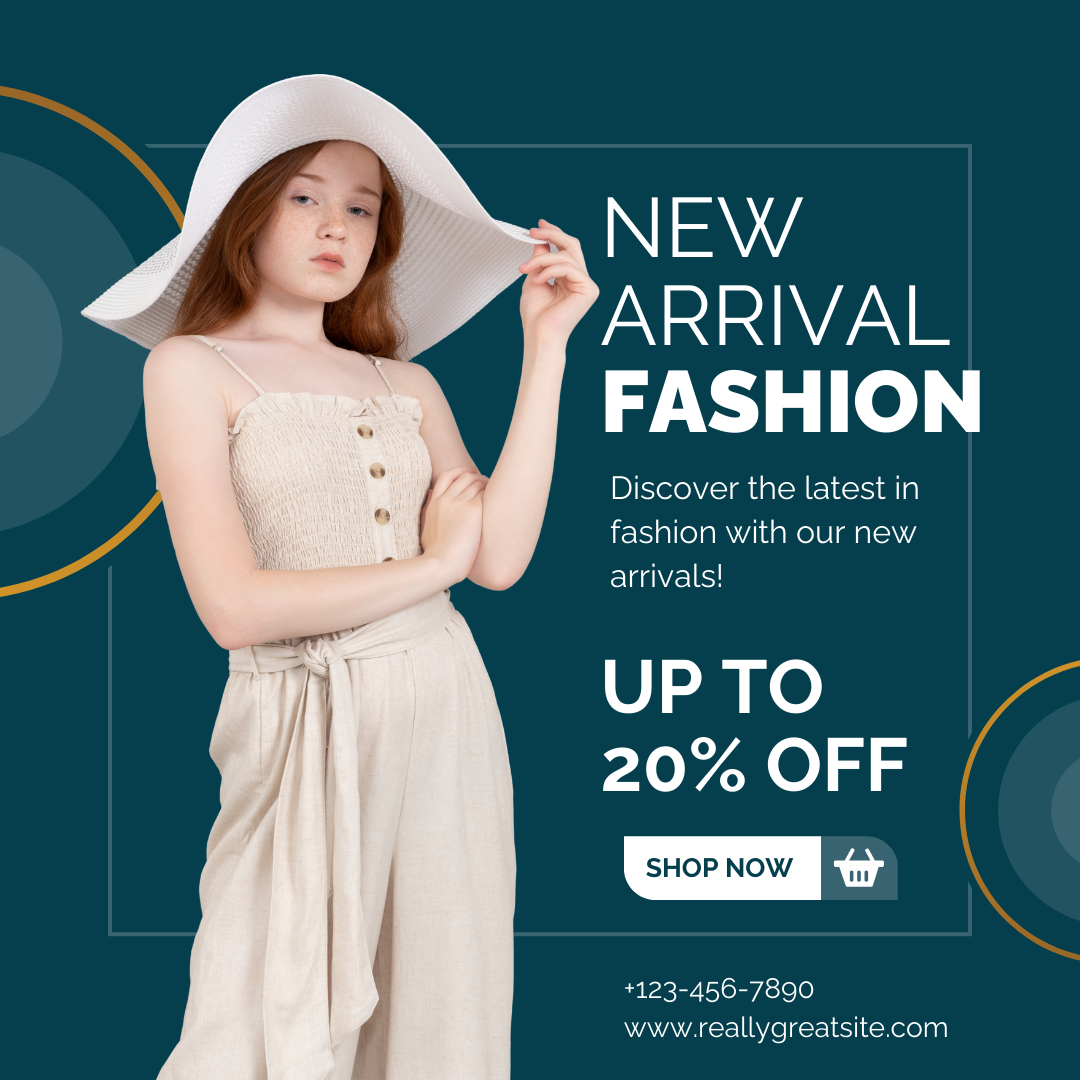 NEW
ARRIVAL
FASHION
Discover the latest in
fashion with our new
arrivals!
UP TO
20% OFF
SHOP NOW
+123-456-7890
www.reallygreatsite.com